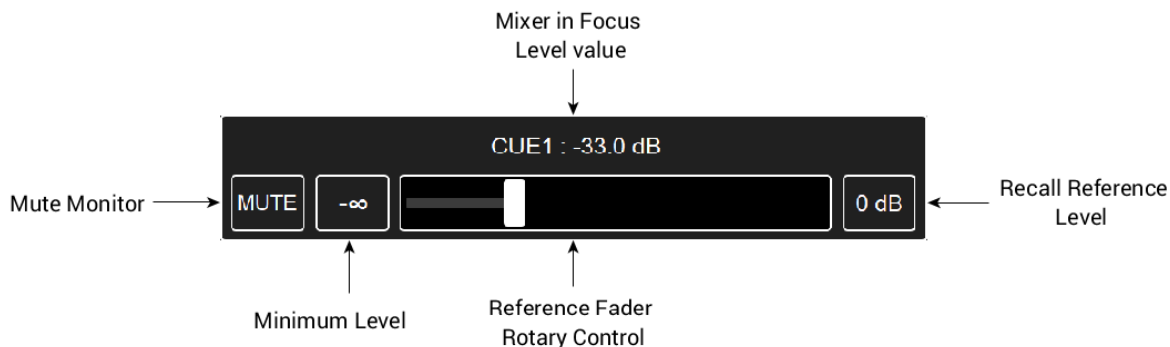 Mixer in Focus
Level value
CUE1 : -33.0 dB
Mute Monitor
MUTE
-∞
0 dB
Recall Reference
Level
Minimum Level
Reference Fader
Rotary Control